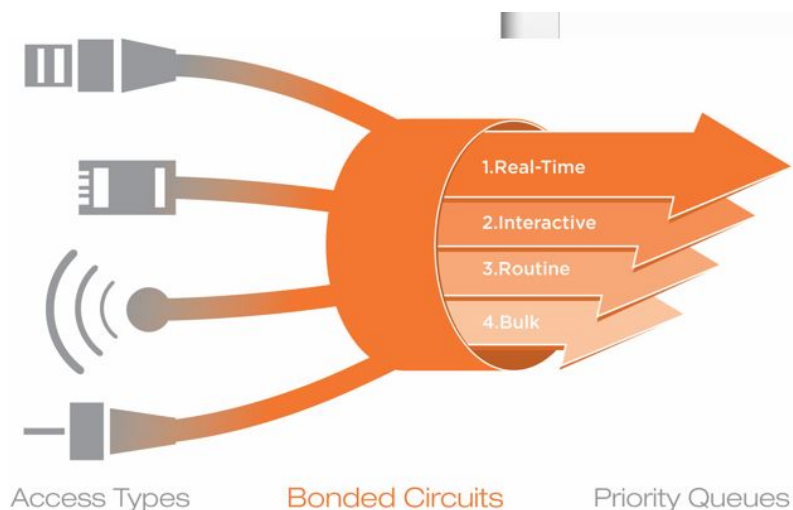 1.Real-Time
2.Interactive
3.Routine
4.Bulk
Access Types Bonded Circuits Priority Queues